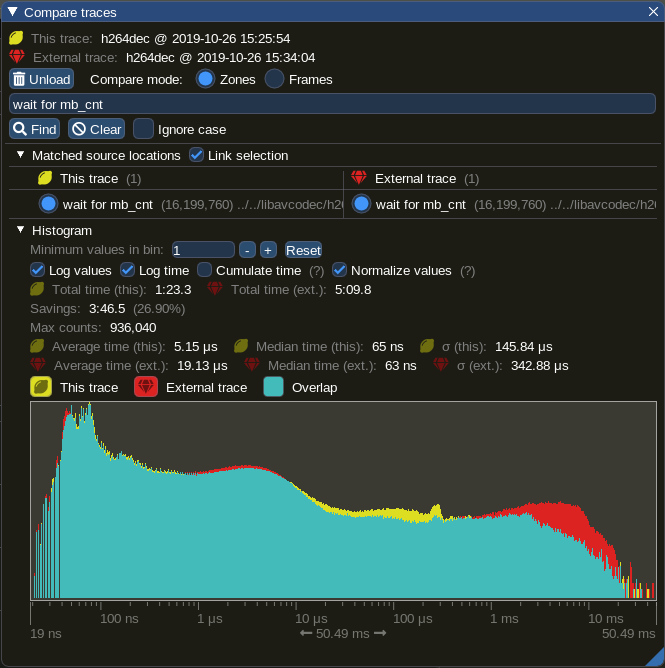 Compare traces
This trace: h264dec @ 2019-10-26 15:25:54
External trace: h264dec @ 2019-10-26 15:34:04
Unload Compare mode: Zones Frames
wait for mb_cnt
Find Clear Ignore case
Matched source locations Link selection
This trace (1) External trace (1)
wait for mb_cnt (16,199,760) ../../libavcodec/h20 wait for mb_cnt (16,199,760) ../../libavcodec/h20
Histogram
Minimum values in bin: 1 - + Reset
Log values Log time Cumulate time (?) Normalize values (?)
Total time (this): 1:23.3 Total time (ext.): 5:09.8
Savings: 3:46.5 (26.90%)
Max counts: 936,040
Average time (this): 5.15 μs Median time (this): 65 ns σ (this): 145.84 μs
Average time (ext.): 19.13 μs Median time (ext.): 63 ns σ (ext.): 342.88 μs
This trace External trace Overlap
100 ns 1 μs 10 μs 100 μs 1 ms 10 ms
19 ns 50.49 ms 50.49 ms